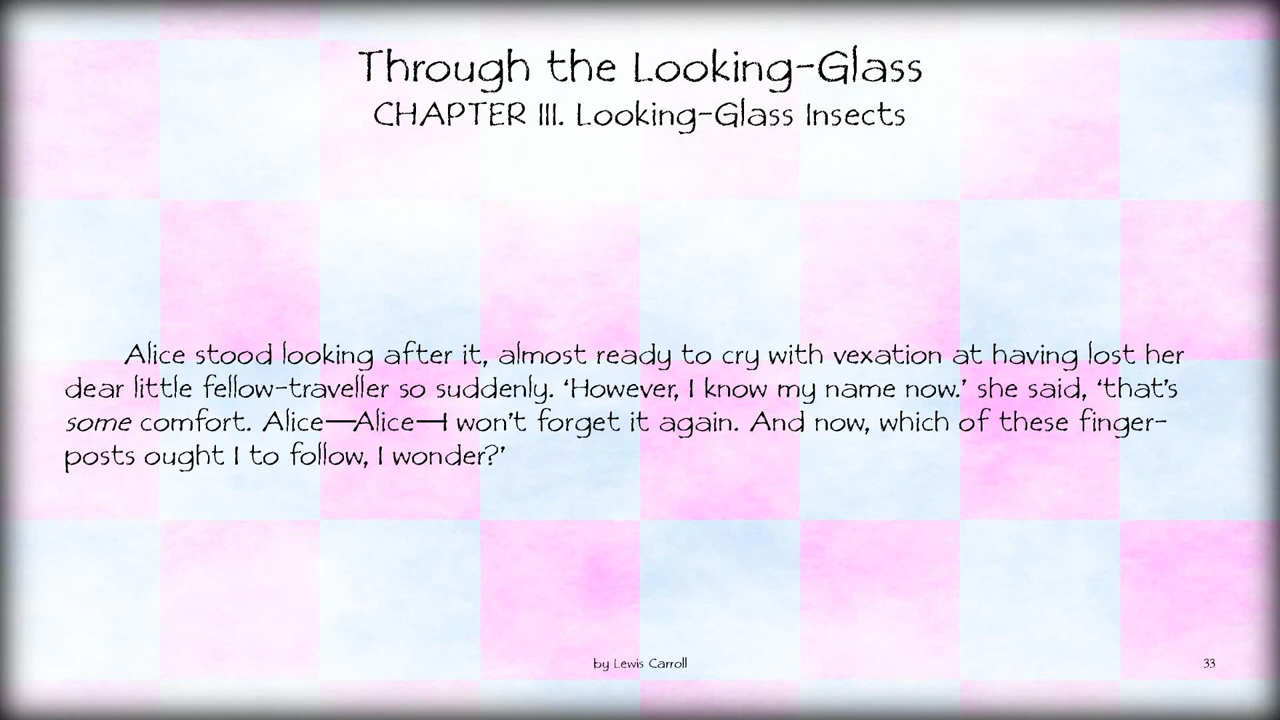 Through the Looking-Glass
CHAPTER III. Looking-Glass Insects
Alice stood looking after it, almost ready to cry with vexation at having lost her
dear little fellow-traveller so suddenly. ‘However, I know my name now.’ she said, ‘that’s
some comfort. Alice—Alice—I won’t forget it again. And now, which of these finger-
posts ought I to follow, I wonder?’
by Lewis Carroll
33